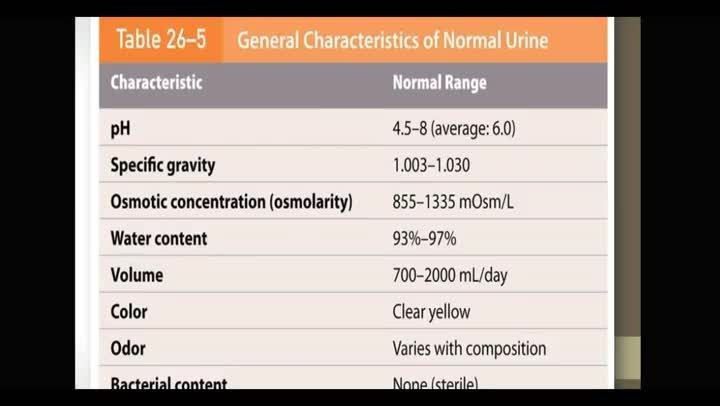 Table 26–5 General Characteristics of Normal Urine
Characteristic Normal Range
pH 4.5–8 (average: 6.0)
Specific gravity 1.003–1.030
Osmotic concentration (osmolarity) 855–1335 mOsm/L
Water content 93%–97%
Volume 700–2000 mL/day
Color Clear yellow
Odor Varies with composition
Bacterial content None (sterile)